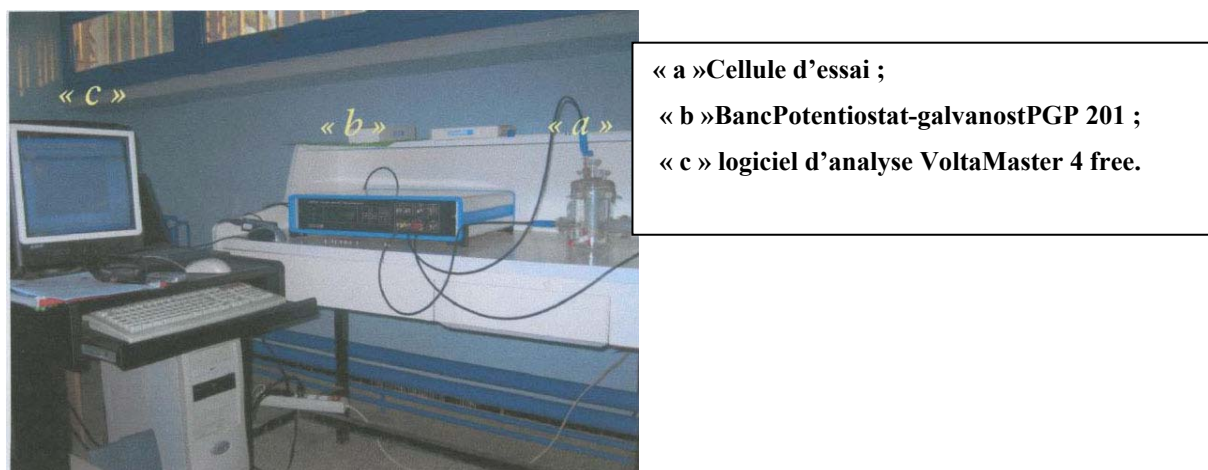 « c »
« b »
« a »
« a »Cellule d'essai ;
« b »BancPotentiostat-galvanostPGP 201 ;
« c » logiciel d'analyse VoltaMaster 4 free.